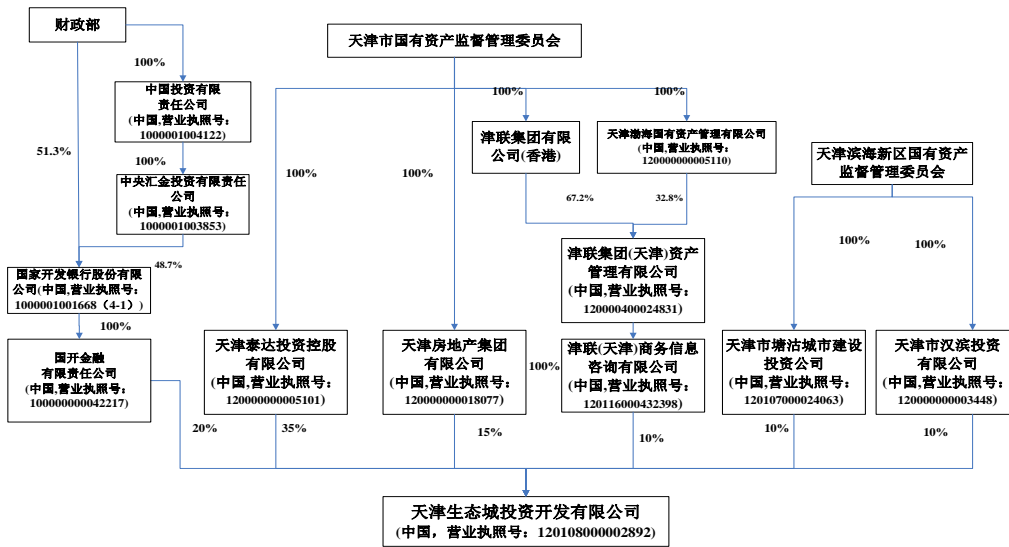 财政部
天津市国有资产监督管理委员会
100%
中国投资有限
责任公司
(中国,营业执照号:
1000001004122)
100%
100%
津联集团有限
公司(香港)
天津渤海国有资产管理有限公司
(中国,营业执照号:
120000000005110)
天津滨海新区国有资产
监督管理委员会
51.3%
100%
100%
100%
中央汇金投资有限责任
公司
(中国,营业执照号:
1000001003853)
67.2%
32.8%
100%
100%
48.7%
国家开发银行股份有限
公司(中国,营业执照号:
1000001001668（4-1）)
津联集团(天津)资产
管理有限公司
(中国,营业执照号:
120000400024831)
100%
国开金融
有限责任公司
(中国,营业执照号:
100000000042217)
天津泰达投资控股
有限公司
(中国,营业执照号:
120000000005101)
天津房地产集团
有限公司
(中国,营业执照号:
120000000018077)
100%
津联(天津)商务信息
咨询有限公司
(中国,营业执照号:
120116000432398)
天津市塘沽城市建设
投资公司
(中国,营业执照号:
120107000024063)
天津市汉滨投资
有限公司
(中国,营业执照号:
120000000003448)
20%
35%
15%
10%
10%
10%
天津生态城投资开发有限公司
(中国，营业执照号：120108000002892)